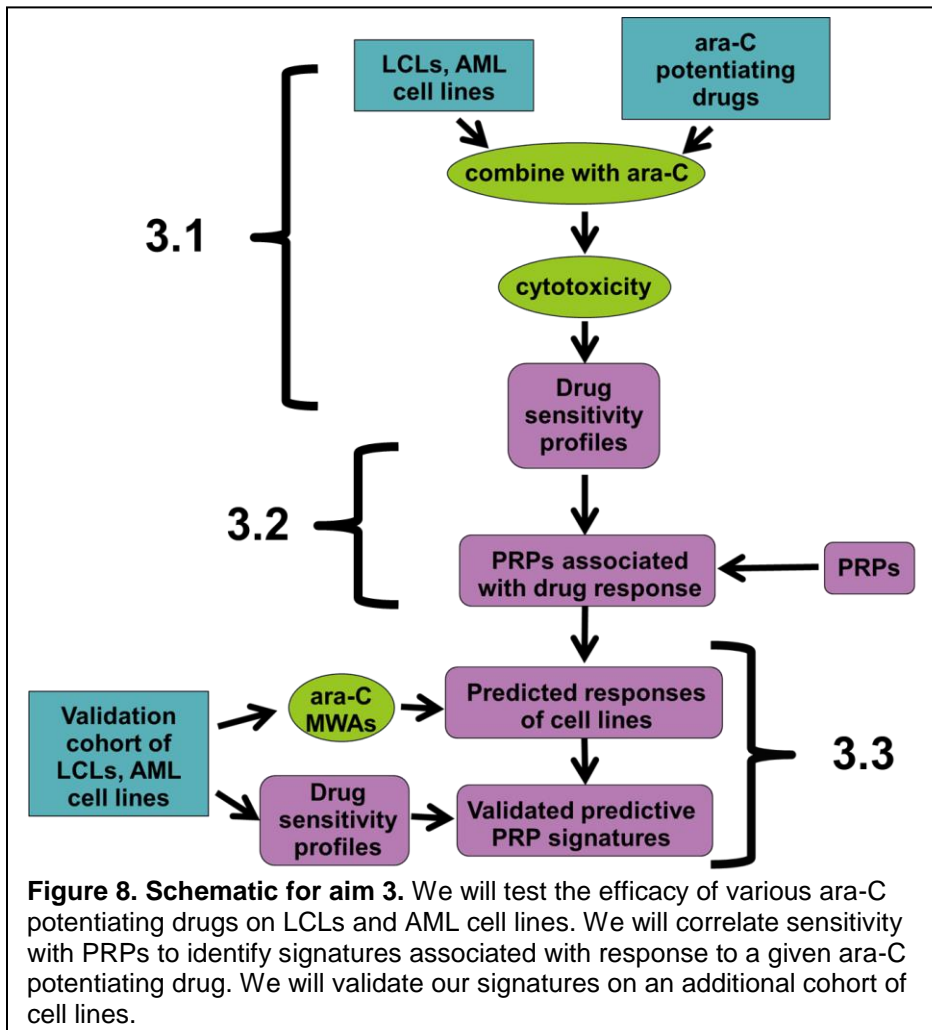 LCLs, AML
cell lines
ara-C
potentiating
drugs
combine with ara-C
3.1
cytotoxicity
Drug
sensitivity
profiles
3.2
PRPs associated
with drug response
PRPs
Validation
cohort of
LCLs, AML
cell lines
ara-C
MWAs
Predicted responses
of cell lines
3.3
Drug
sensitivity
profiles
Validated predictive
PRP signatures
Figure 8. Schematic for aim 3. We will test the efficacy of various ara-C
potentiating drugs on LCLs and AML cell lines. We will correlate sensitivity
with PRPs to identify signatures associated with response to a given ara-C
potentiating drug. We will validate our signatures on an additional cohort of
cell lines.